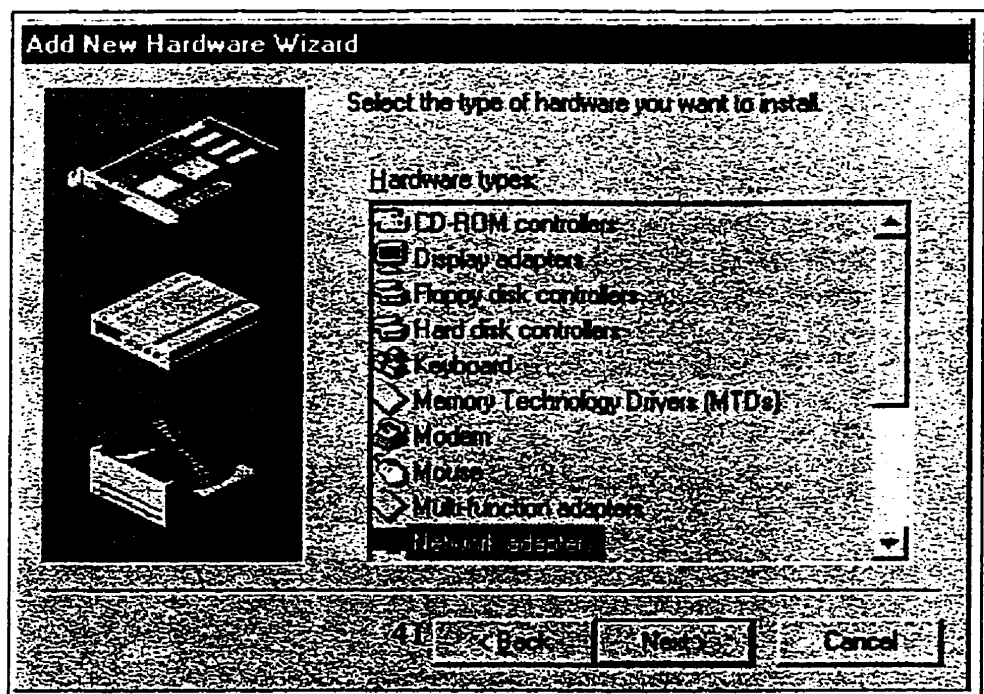 Add New Hardware Wizard
Select the type of hardware you want to install.
Hardware types:
CD-ROM controllers
Display adapters
Floppy disk controllers
Hard disk controllers
Keyboard
Memory Technology Drivers (MTDs)
Modem
Mouse
Multi-function adapters
Network adapters
41 < Back Next > Cancel